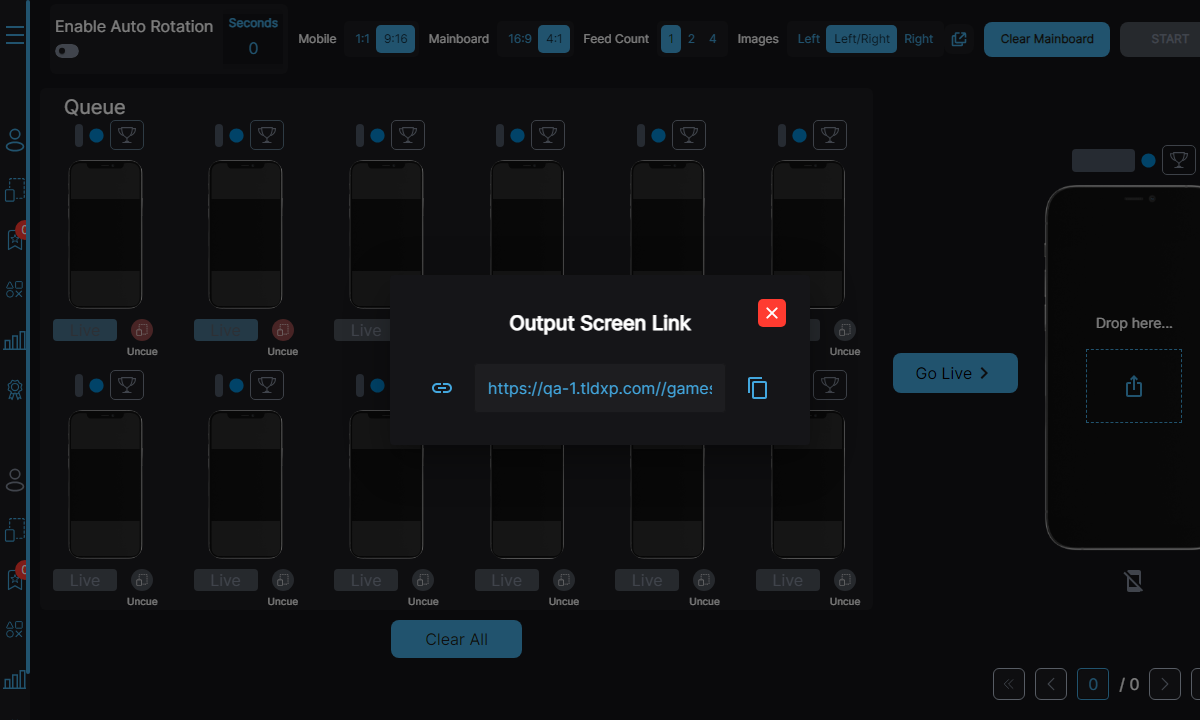 Enable Auto Rotation
Seconds
0
Mobile
1:1
9:16
Mainboard
16:9
4:1
Feed Count
1
2
4
Images
Left
Left/Right
Right
Clear Mainboard
START
Queue
Live
Uncue
Live
Uncue
Live
Uncue
Output Screen Link
https://qa-1.tldxp.com//games
Go Live
Drop here...
Live
Uncue
Live
Uncue
Live
Uncue
Live
Uncue
Live
Uncue
Live
Uncue
Clear All
0
/ 0